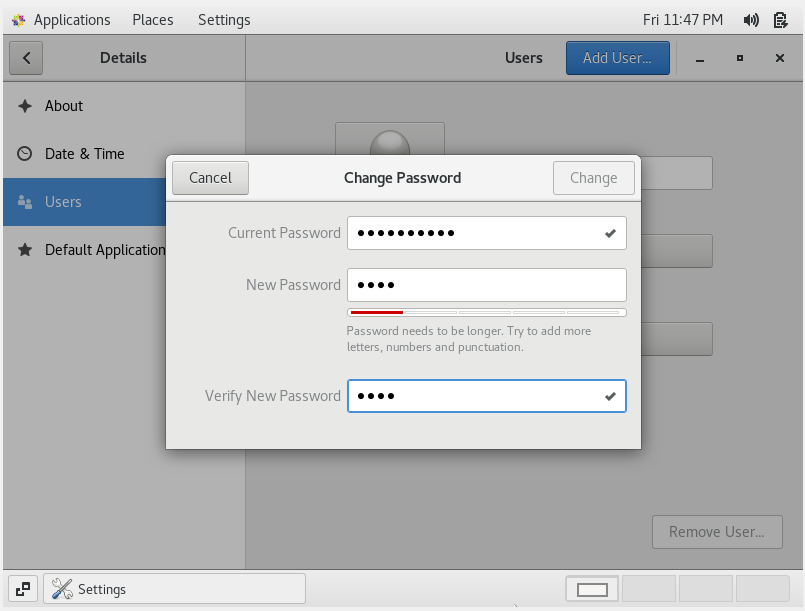 Applications Places Settings Fri 11:47 PM
Details Users Add User...
About
Date & Time
Users
Default Application
Cancel Change Password Change
Current Password ●●●●●●●●●●
New Password ●●●●
Password needs to be longer. Try to add more
letters, numbers and punctuation.
Verify New Password ●●●●
Remove User...
Settings